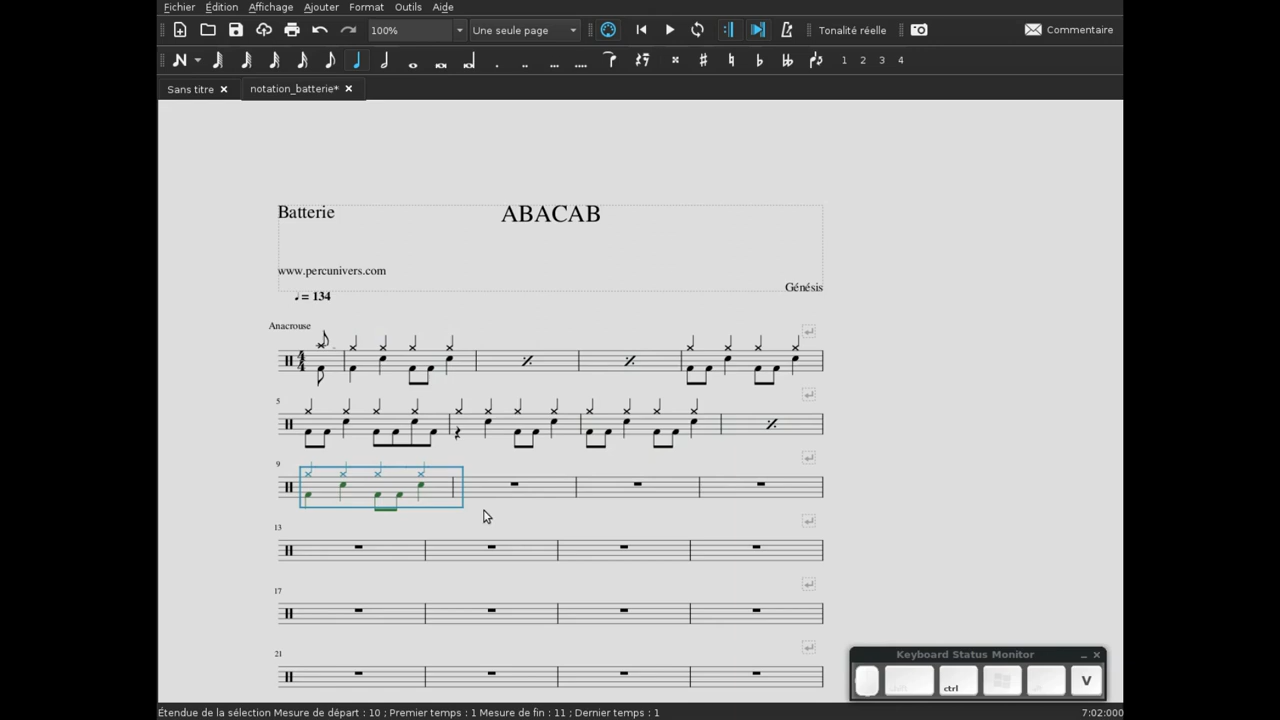 Fichier Édition Affichage Ajouter Format Outils Aide
100% Une seule page Tonalité réelle Commentaire
1 2 3 4
Sans titre notation_batterie*
Batterie ABACAB
www.percunivers.com
Génésis
= 134
Anacrouse
5
9
13
17
21
Keyboard Status Monitor
ctrl V
Étendue de la sélection Mesure de départ : 10 ; Premier temps : 1 Mesure de fin : 11 ; Dernier temps : 1 7:02:000